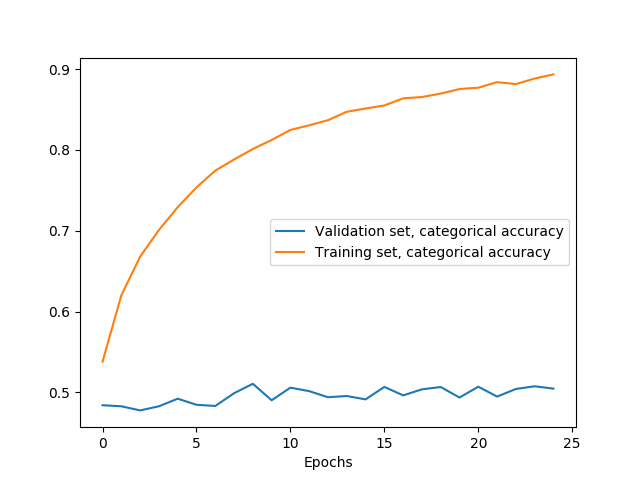 0.9
0.8
0.7
0.6
0.5
Validation set, categorical accuracy
Training set, categorical accuracy
0 5 10 15 20 25
Epochs